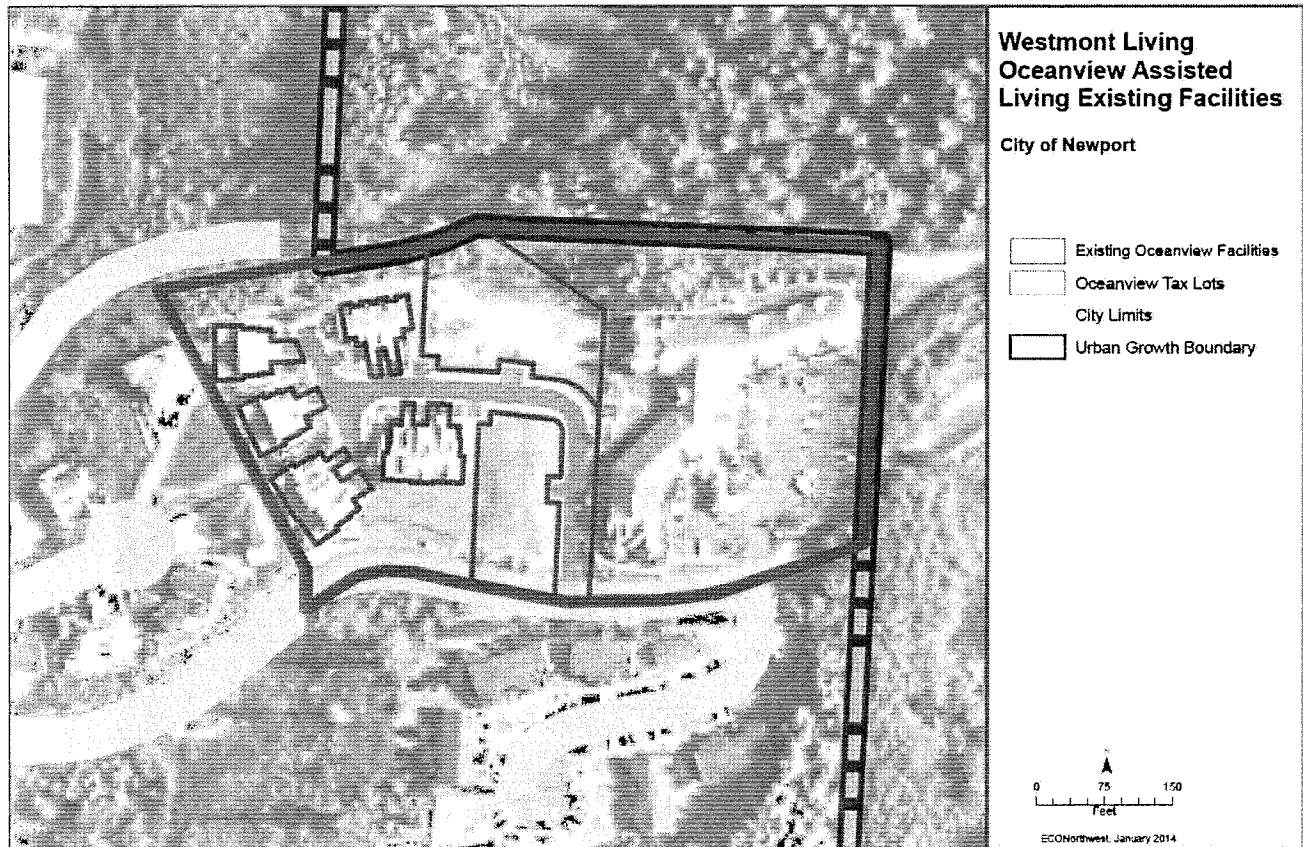 Westmont Living
Oceanview Assisted
Living Existing Facilities
City of Newport
Existing Oceanview Facilities
Oceanview Tax Lots
City Limits
Urban Growth Boundary
N
0 75 150
Feet
ECONorthwest, January 2014